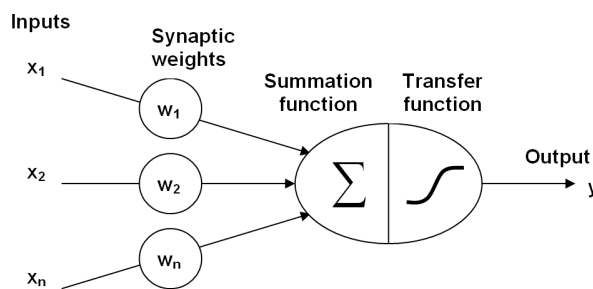 Inputs
Synaptic
weights
Summation
function
Transfer
function
x₁
w₁
x₂
w₂
xₙ
wₙ
Σ
Output
y